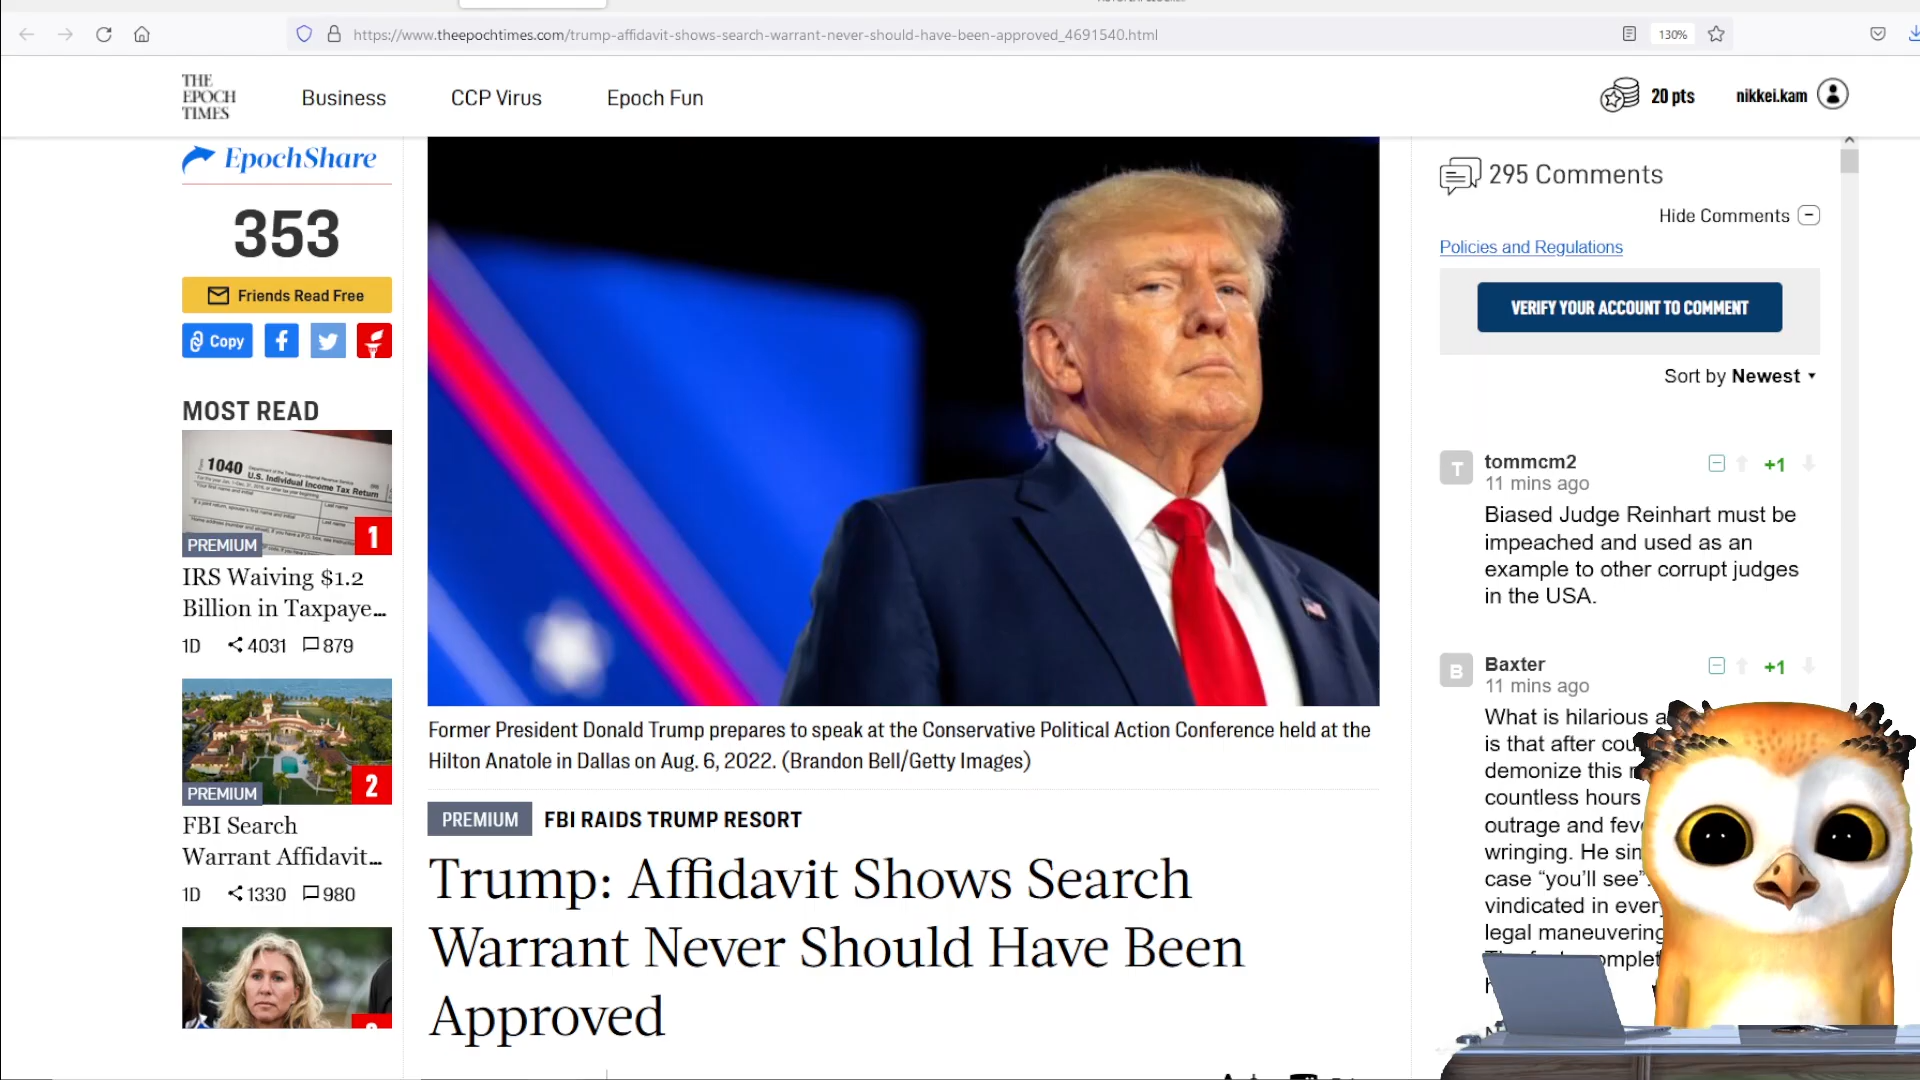 https://www.theepochtimes.com/trump-affidavit-shows-search-warrant-never-should-have-been-approved_4691540.html
130%
THE
EPOCH
TIMES
Business
CCP Virus
Epoch Fun
20 pts
nikkei.kam
EpochShare
353
Friends Read Free
Copy
MOST READ
1040
U.S. Individual Income Tax Return
PREMIUM
1
IRS Waiving $1.2
Billion in Taxpaye...
1D
4031
879
PREMIUM
2
FBI Search
Warrant Affidavit...
1D
1330
980
Former President Donald Trump prepares to speak at the Conservative Political Action Conference held at the
Hilton Anatole in Dallas on Aug. 6, 2022. (Brandon Bell/Getty Images)
PREMIUM
FBI RAIDS TRUMP RESORT
Trump: Affidavit Shows Search
Warrant Never Should Have Been
Approved
295 Comments
Hide Comments
Policies and Regulations
VERIFY YOUR ACCOUNT TO COMMENT
Sort by Newest
T
tommcm2
+1
11 mins ago
Biased Judge Reinhart must be
impeached and used as an
example to other corrupt judges
in the USA.
B
Baxter
+1
11 mins ago
What is hilarious a
is that after cou
demonize this
countless hours
outrage and feve
wringing. He sim
case “you’ll see”.
vindicated in every
legal maneuvering